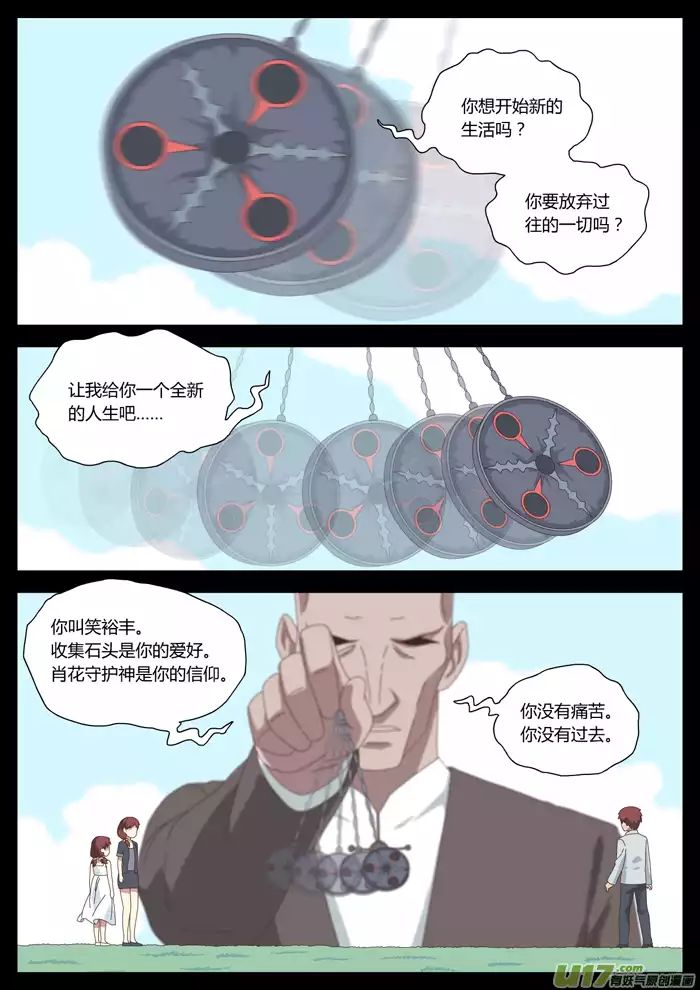 你想开始新的
生活吗？
你要放弃过
往的一切吗？
让我给你一个全新
的人生吧……
你叫笑裕丰。
收集石头是你的爱好。
肖花守护神是你的信仰。
你没有痛苦。
你没有过去。
U17.com
有妖气原创漫画